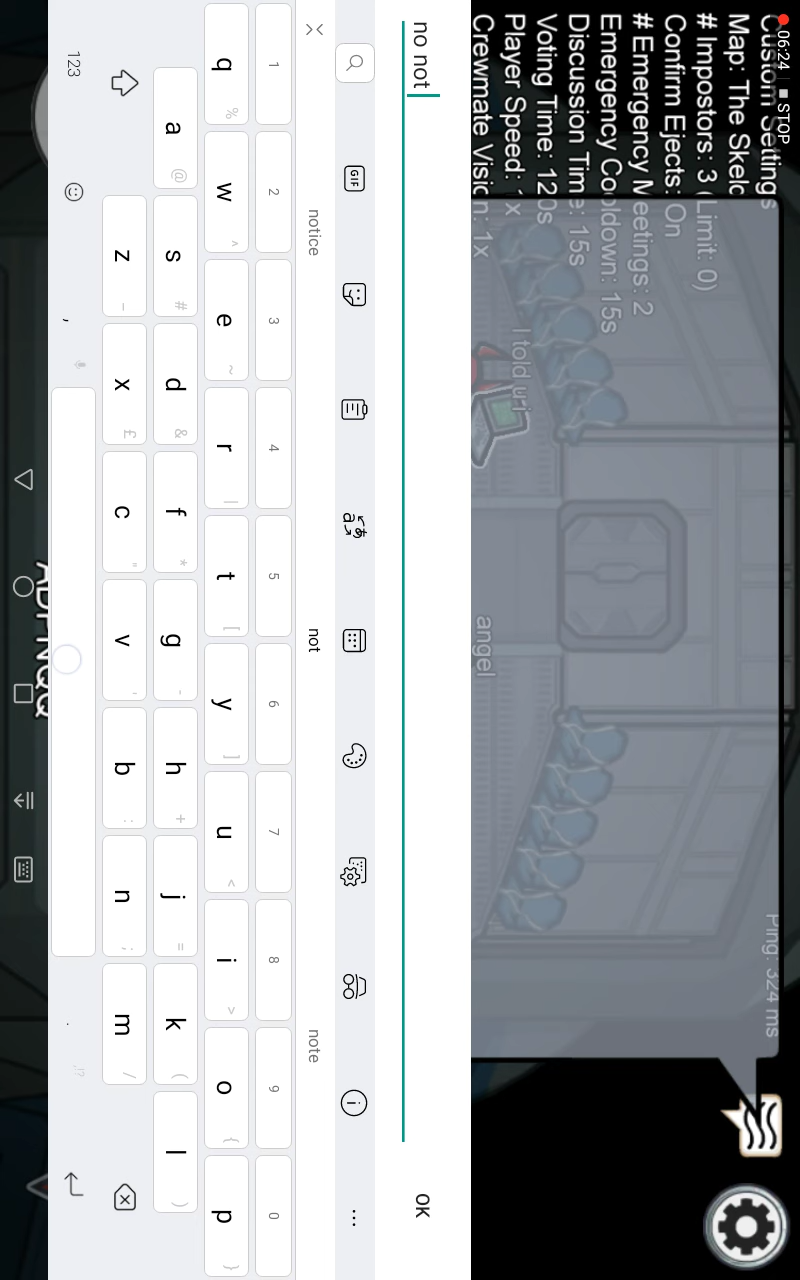 06:24 STOP
Custom Settings
Map: The Skeld
# Impostors: 3 (Limit: 0)
Confirm Ejects: On
# Emergency Meetings: 2
Emergency Cooldown: 15s
Discussion Time: 15s
Voting Time: 120s
Player Speed: 1x
Crewmate Vision: 1x
Ping: 324 ms
I told u i
angel
no not
OK
GIF
notice
not
note
1 2 3 4 5 6 7 8 9 0
q w e r t y u i o p
% ^ ~ | [ ] < > { }
a s d f g h j k l
@ # & * - + = ( )
z x c v b n m
_ £ " ' : ; /
123 , . ,!?